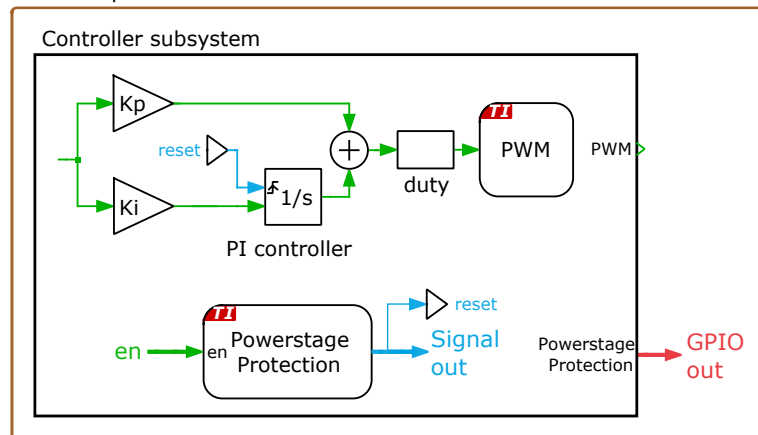 Controller subsystem
Kp
TI
reset
PWM
PWM
1/s
duty
Ki
PI controller
TI
reset
en
en
Powerstage
Protection
Signal
out
Powerstage
Protection
GPIO
out